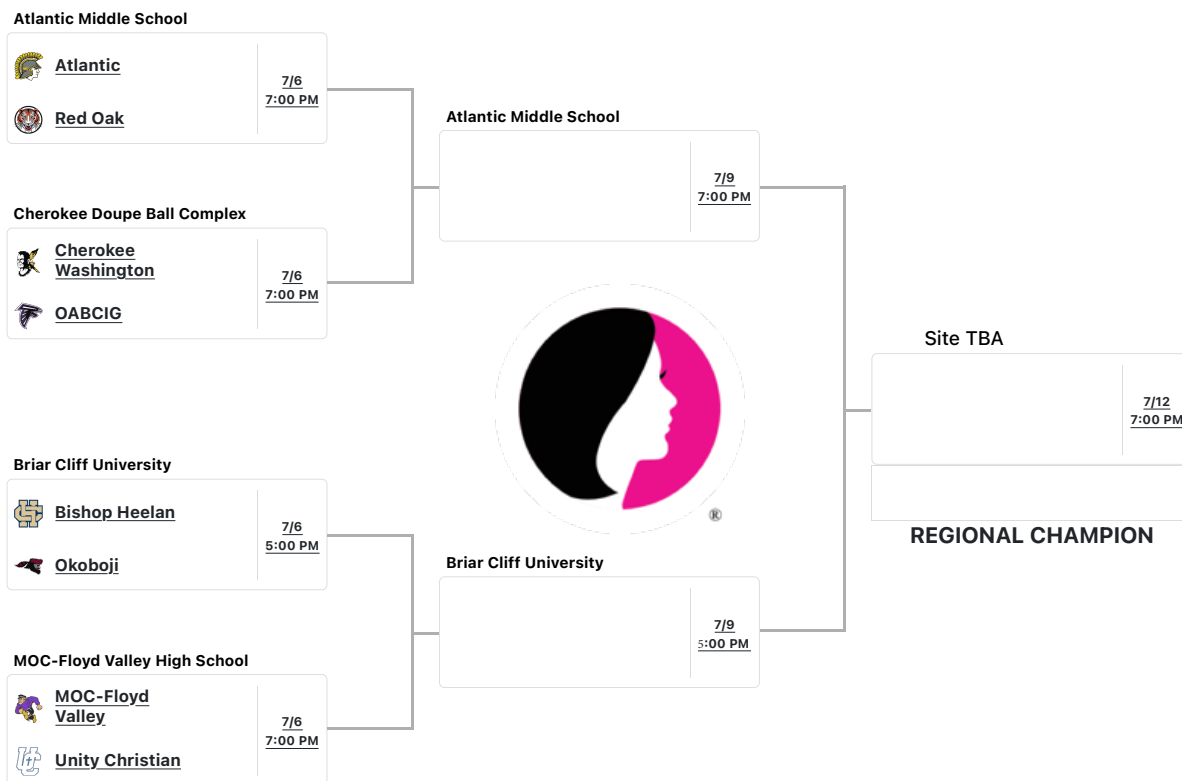 Atlantic Middle School
Atlantic
7/6
7:00 PM
Red Oak
Atlantic Middle School
7/9
7:00 PM
Cherokee Doupe Ball Complex
Cherokee
Washington
7/6
7:00 PM
OABCIG
Site TBA
7/12
7:00 PM
REGIONAL CHAMPION
Briar Cliff University
Bishop Heelan
7/6
5:00 PM
Okoboji
®
Briar Cliff University
7/9
5:00 PM
MOC-Floyd Valley High School
MOC-Floyd
Valley
7/6
7:00 PM
Unity Christian